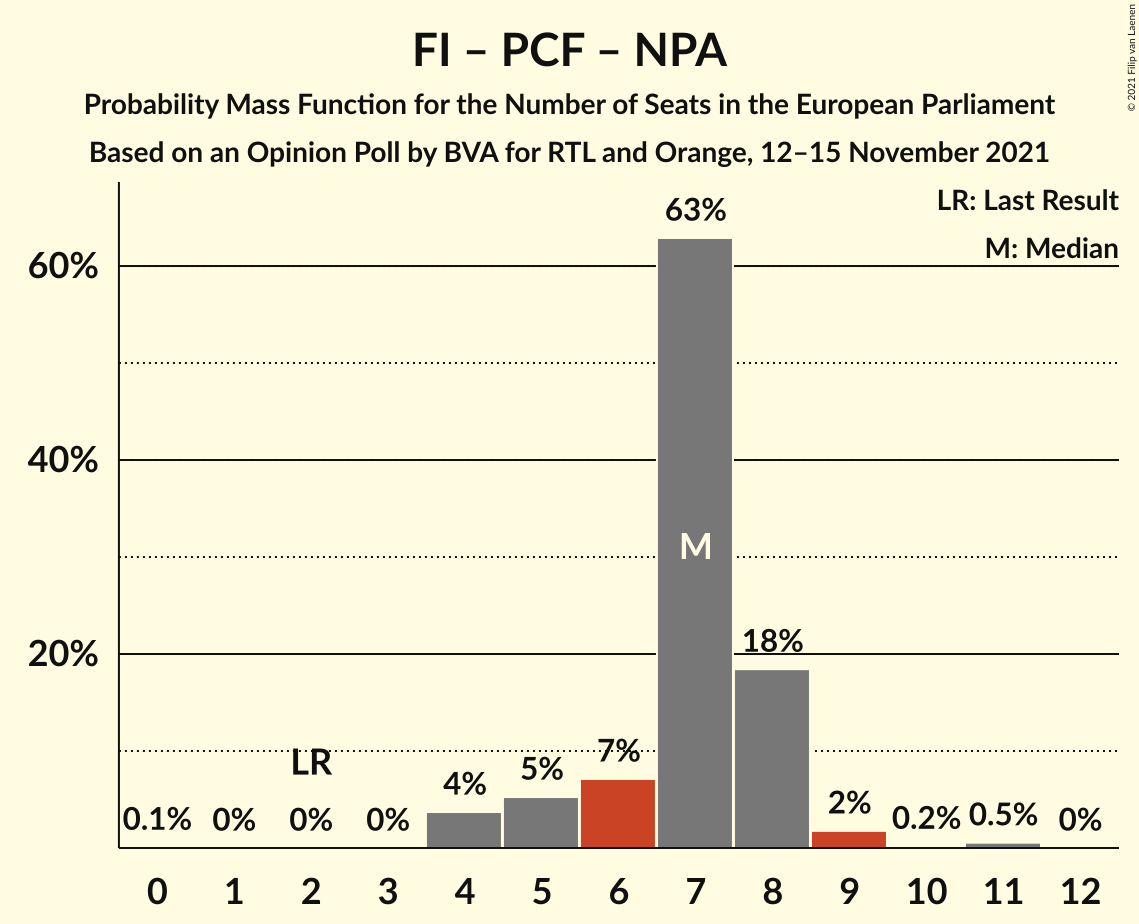 FI – PCF – NPA
Probability Mass Function for the Number of Seats in the European Parliament
Based on an Opinion Poll by BVA for RTL and Orange, 12–15 November 2021
© 2021 Filip van Laenen
LR: Last Result
M: Median
63%
60%
40%
M
20%
18%
LR
7%
5%
4%
2%
0.1% 0% 0% 0% 0.2% 0.5% 0%
0 1 2 3 4 5 6 7 8 9 10 11 12